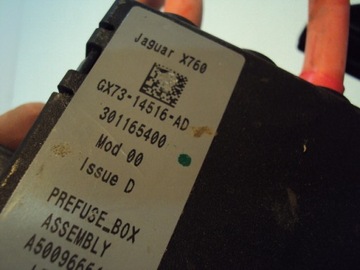 Jaguar X760
GX73-14516-AD
301165400
Mod 00
Issue D
PREFUSE_BOX
ASSEMBLY